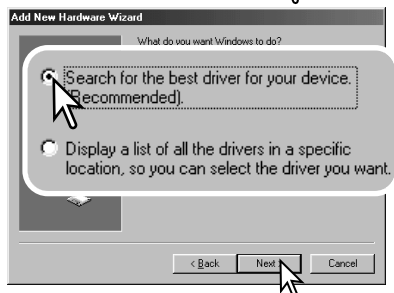 Add New Hardware Wizard
What do you want Windows to do?
Search for the best driver for your device.
(Recommended).
Display a list of all the drivers in a specific
location, so you can select the driver you want.
< Back Next > Cancel